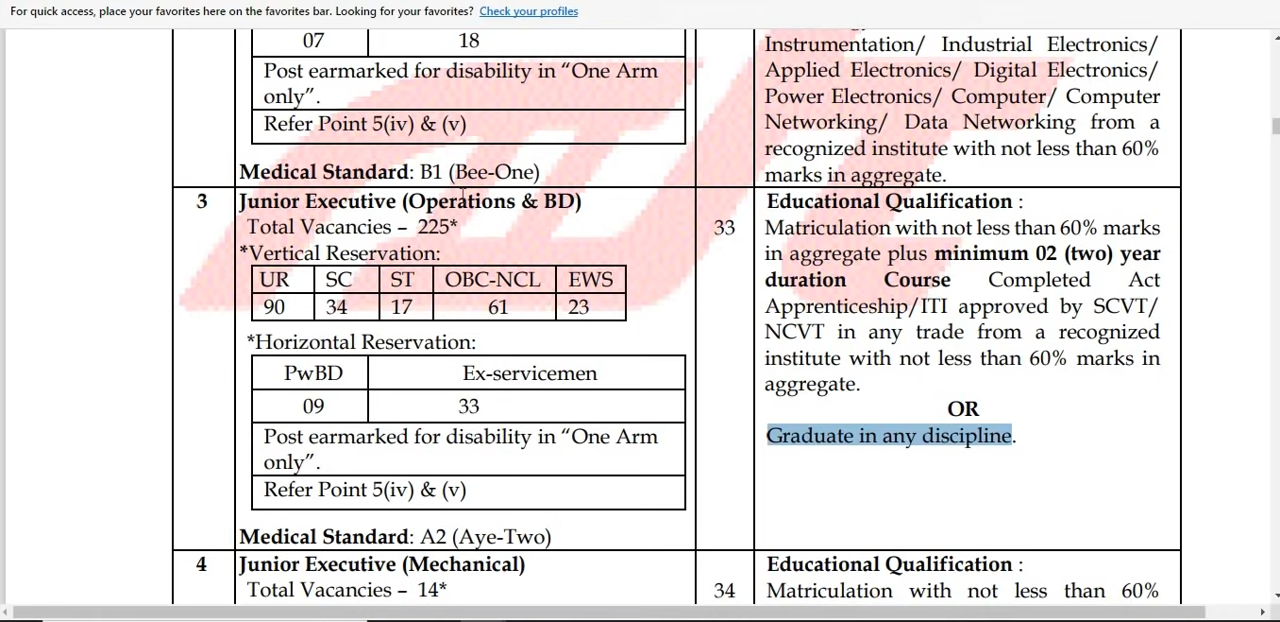 For quick access, place your favorites here on the favorites bar. Looking for your favorites? Check your profiles
07 18
Post earmarked for disability in “One Arm
only”.
Refer Point 5(iv) & (v)
Medical Standard: B1 (Bee-One)
Instrumentation/ Industrial Electronics/
Applied Electronics/ Digital Electronics/
Power Electronics/ Computer/ Computer
Networking/ Data Networking from a
recognized institute with not less than 60%
marks in aggregate.
3
Junior Executive (Operations & BD)
Total Vacancies – 225*
*Vertical Reservation:
UR SC ST OBC-NCL EWS
90 34 17 61 23
*Horizontal Reservation:
PwBD Ex-servicemen
09 33
Post earmarked for disability in “One Arm
only”.
Refer Point 5(iv) & (v)
Medical Standard: A2 (Aye-Two)
33
Educational Qualification :
Matriculation with not less than 60% marks
in aggregate plus minimum 02 (two) year
duration Course Completed Act
Apprenticeship/ITI approved by SCVT/
NCVT in any trade from a recognized
institute with not less than 60% marks in
aggregate.
OR
Graduate in any discipline.
4
Junior Executive (Mechanical)
Total Vacancies – 14*
34
Educational Qualification :
Matriculation with not less than 60%